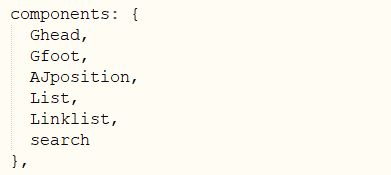 components: {
Ghead,
Gfoot,
AJposition,
List,
Linklist,
search
},